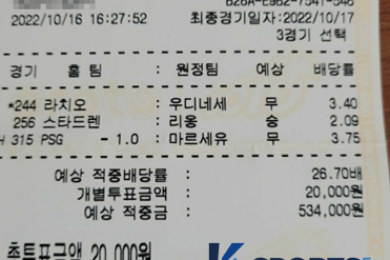 2022/10/16 16:27:52
최종경기일자:2022/10/17
3경기 선택
경기 홈 팀 : 원정팀 예상 배당률
*244 라치오 : 우디네세 무 3.40
256 스타드렌 : 리옹 승 2.09
H 315 PSG - 1.0 : 마르세유 무 3.75
예상 적중배당률 : 26.70배
개별투표금액 : 20,000원
예상 적중금 : 534,000원
총투표금액 20,000원